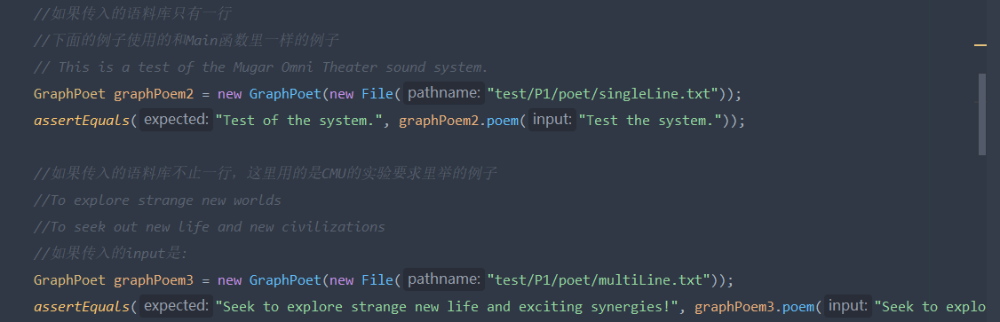 //如果传入的语料库只有一行
//下面的例子使用的和Main函数里一样的例子
// This is a test of the Mugar Omni Theater sound system.
GraphPoet graphPoem2 = new GraphPoet(new File( pathname: "test/P1/poet/singleLine.txt"));
assertEquals( expected: "Test of the system.", graphPoem2.poem( input: "Test the system."));
//如果传入的语料库不止一行，这里用的是CMU的实验要求里举的例子
//To explore strange new worlds
//To seek out new life and new civilizations
//如果传入的input是:
GraphPoet graphPoem3 = new GraphPoet(new File( pathname: "test/P1/poet/multiLine.txt"));
assertEquals( expected: "Seek to explore strange new life and exciting synergies!", graphPoem3.poem( input: "Seek to explo